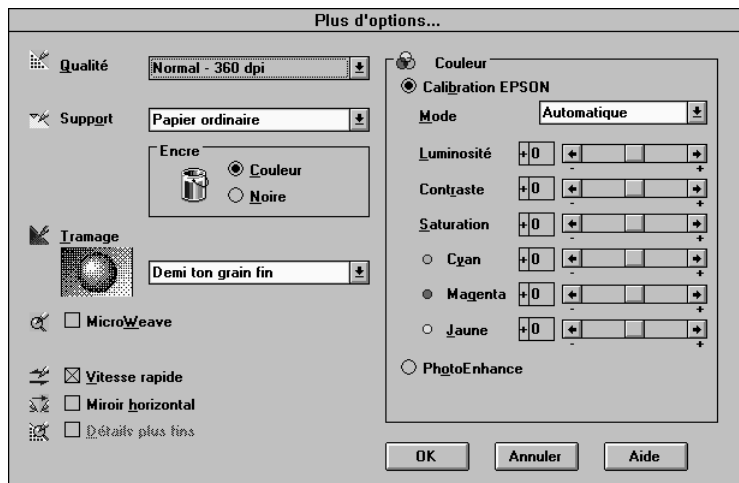 Plus d'options...
Qualité
Normal - 360 dpi
Support
Papier ordinaire
Encre
Couleur
Noire
Tramage
Demi ton grain fin
MicroWeave
Vitesse rapide
Miroir horizontal
Détails plus fins
Couleur
Calibration EPSON
Mode
Automatique
Luminosité +0
- +
Contraste +0
- +
Saturation +0
- +
Cyan +0
- +
Magenta +0
- +
Jaune +0
- +
PhotoEnhance
OK
Annuler
Aide